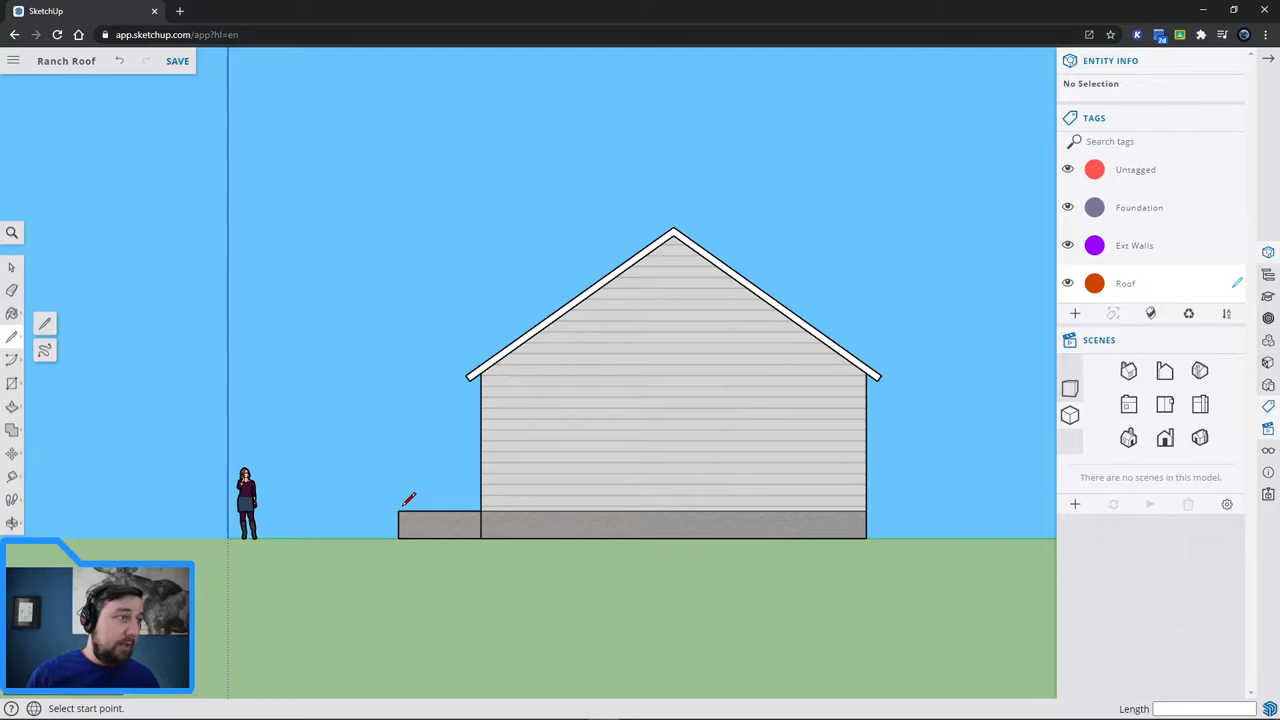 SketchUp
app.sketchup.com/app?hl=en
Ranch Roof
SAVE
ENTITY INFO
No Selection
TAGS
Search tags
Untagged
Foundation
Ext Walls
Roof
SCENES
There are no scenes in this model.
Select start point.
Length